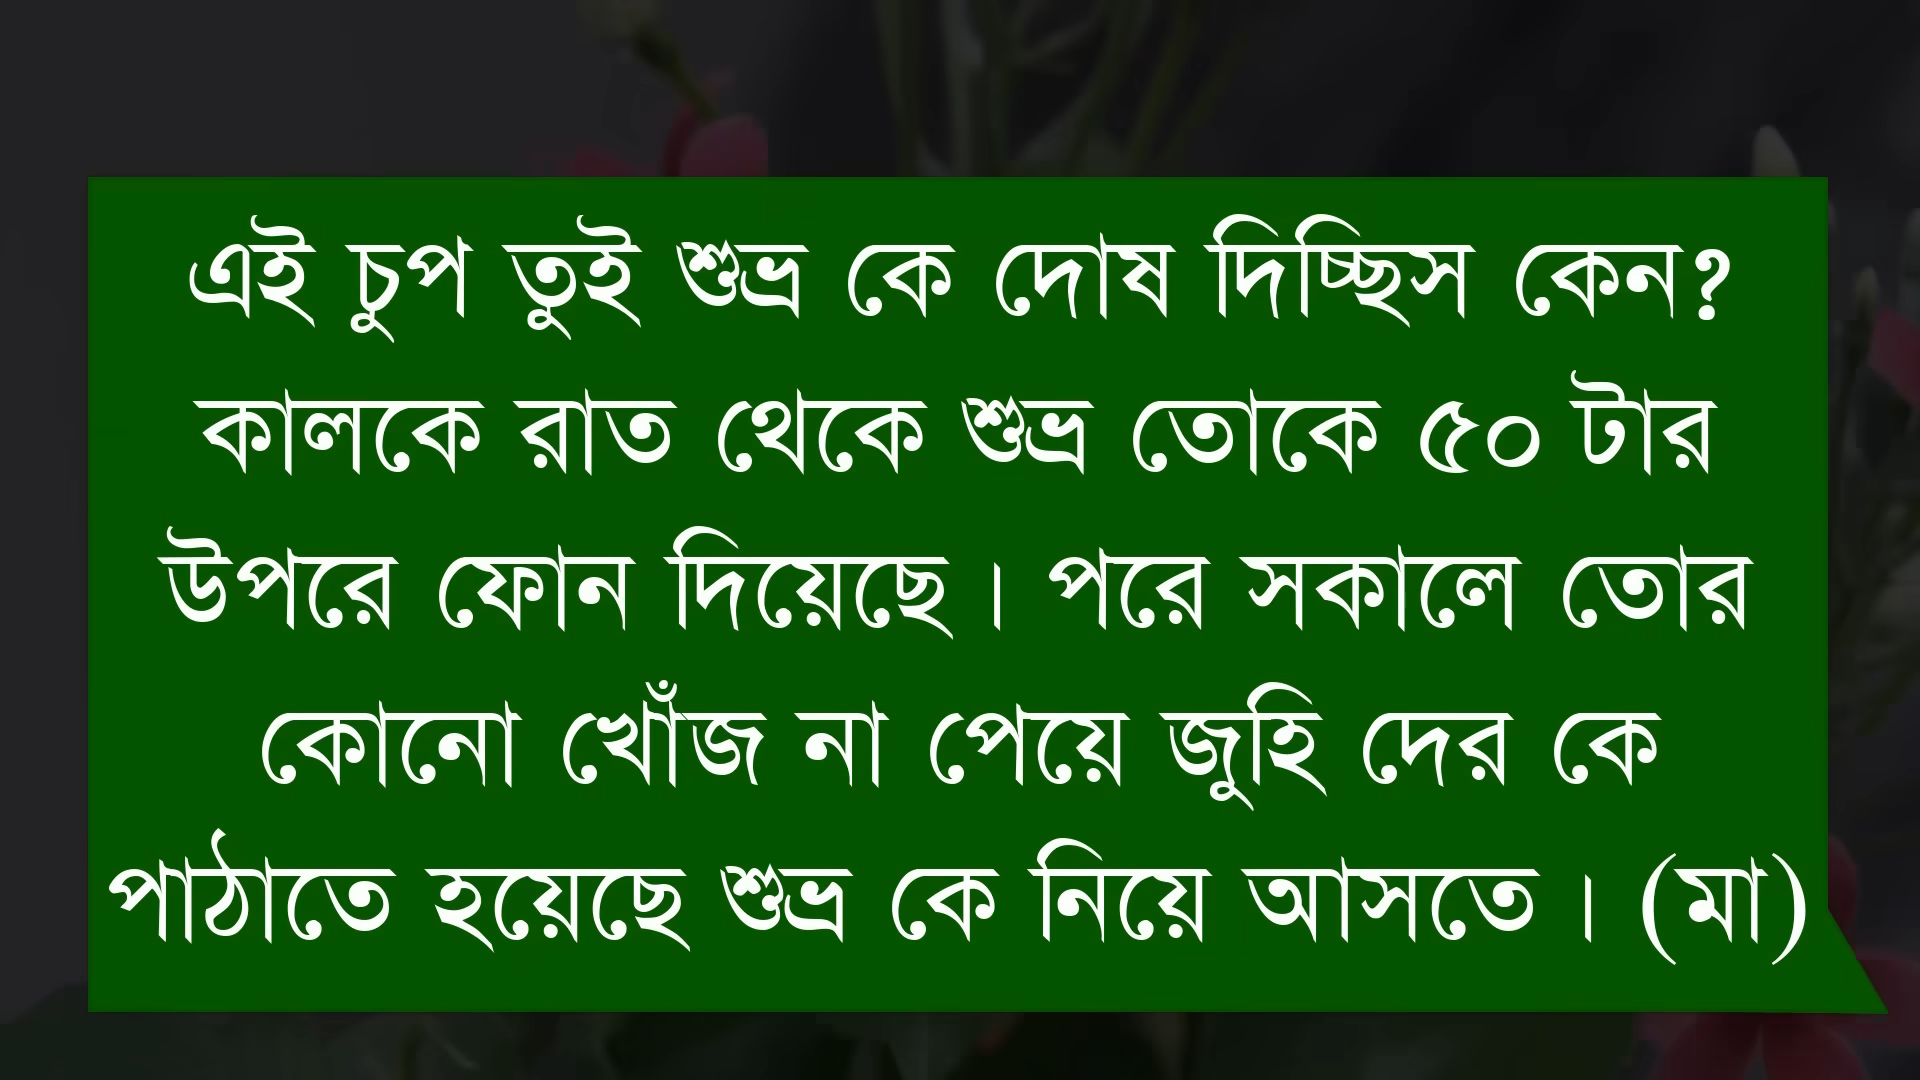 এই চুপ তুই শুভ্র কে দোষ দিচ্ছিস কেন?
কালকে রাত থেকে শুভ্র তোকে ৫০ টার
উপরে ফোন দিয়েছে। পরে সকালে তোর
কোনো খোঁজ না পেয়ে জুহি দের কে
পাঠাতে হয়েছে শুভ্র কে নিয়ে আসতে। (মা)